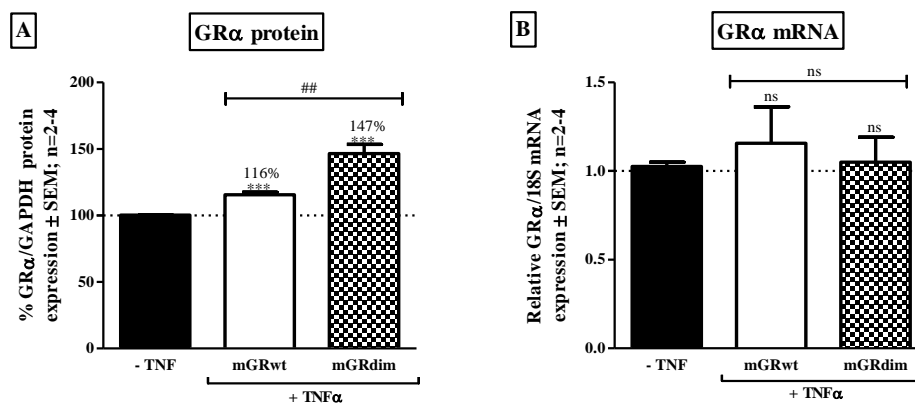 A
GRα protein
% GRα/GAPDH protein
expression ± SEM; n=2-4
200
150
100
50
0
##
116%
***
147%
***
- TNF
mGRwt
mGRdim
+ TNFα
B
GRα mRNA
Relative GRα/18S mRNA
expression ± SEM; n=2-4
1.5
1.0
0.5
0.0
ns
ns
ns
- TNF
mGRwt
mGRdim
+ TNFα